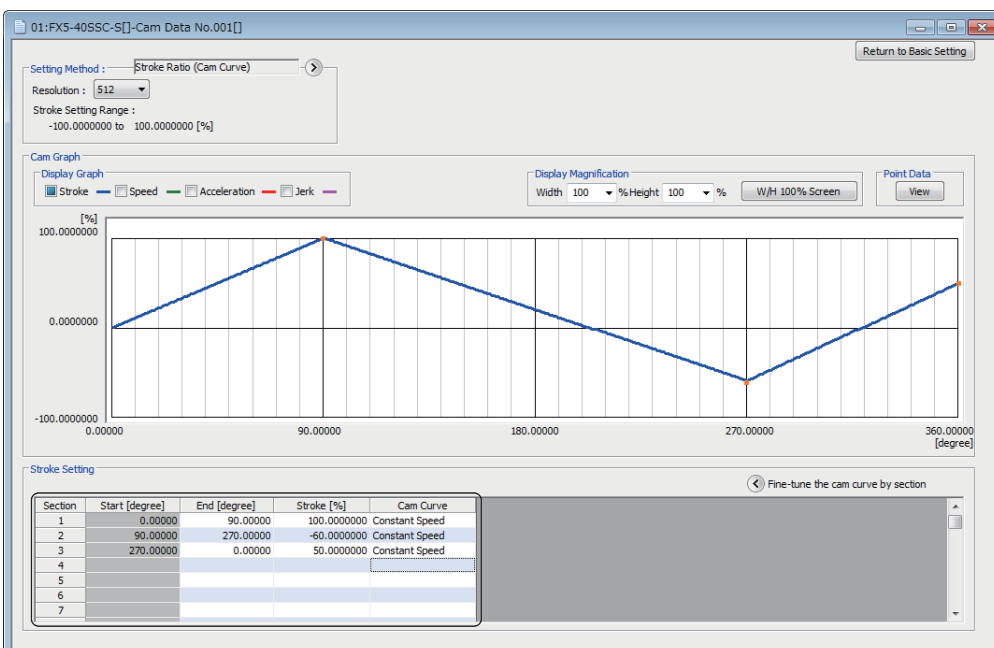 01:FX5-40SSC-S[]-Cam Data No.001[]
Return to Basic Setting
Setting Method : Stroke Ratio (Cam Curve)
Resolution : 512
Stroke Setting Range :
-100.0000000 to 100.0000000 [%]
Cam Graph
Display Graph
Stroke Speed Acceleration Jerk
Display Magnification
Width 100 % Height 100 % W/H 100% Screen
Point Data
View
[%]
100.0000000
0.0000000
-100.0000000
0.00000 90.00000 180.00000 270.00000 360.00000
[degree]
Stroke Setting
Fine-tune the cam curve by section
Section Start [degree] End [degree] Stroke [%] Cam Curve
1 0.00000 90.00000 100.0000000 Constant Speed
2 90.00000 270.00000 -60.0000000 Constant Speed
3 270.00000 0.00000 50.0000000 Constant Speed
4
5
6
7